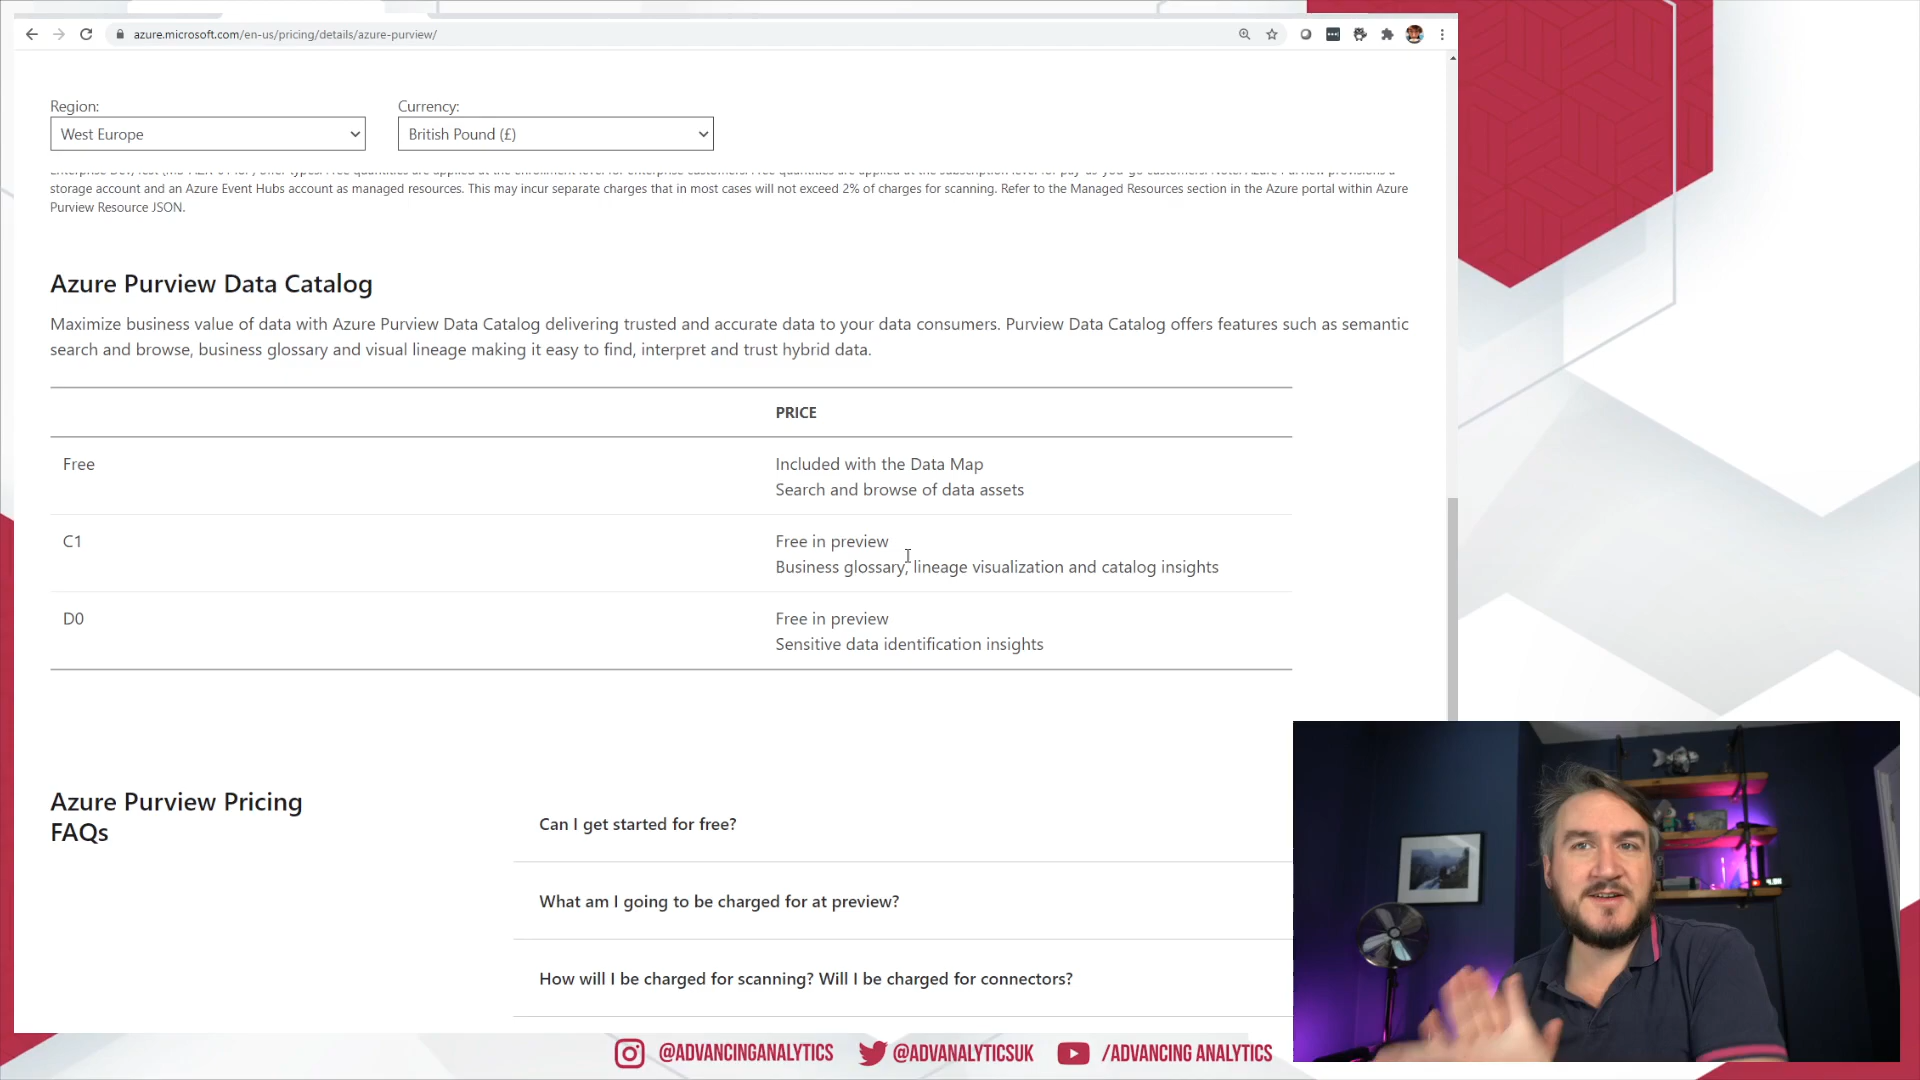 azure.microsoft.com/en-us/pricing/details/azure-purview/
Region:
Currency:
West Europe
British Pound (£)
storage account and an Azure Event Hubs account as managed resources. This may incur separate charges that in most cases will not exceed 2% of charges for scanning. Refer to the Managed Resources section in the Azure portal within Azure
Purview Resource JSON.
Azure Purview Data Catalog
Maximize business value of data with Azure Purview Data Catalog delivering trusted and accurate data to your data consumers. Purview Data Catalog offers features such as semantic
search and browse, business glossary and visual lineage making it easy to find, interpret and trust hybrid data.
PRICE
Free
Included with the Data Map
Search and browse of data assets
C1
Free in preview
Business glossary, lineage visualization and catalog insights
D0
Free in preview
Sensitive data identification insights
Azure Purview Pricing
FAQs
Can I get started for free?
What am I going to be charged for at preview?
How will I be charged for scanning? Will I be charged for connectors?
@ADVANCINGANALYTICS
@ADVANALYTICSUK
/ADVANCING ANALYTICS